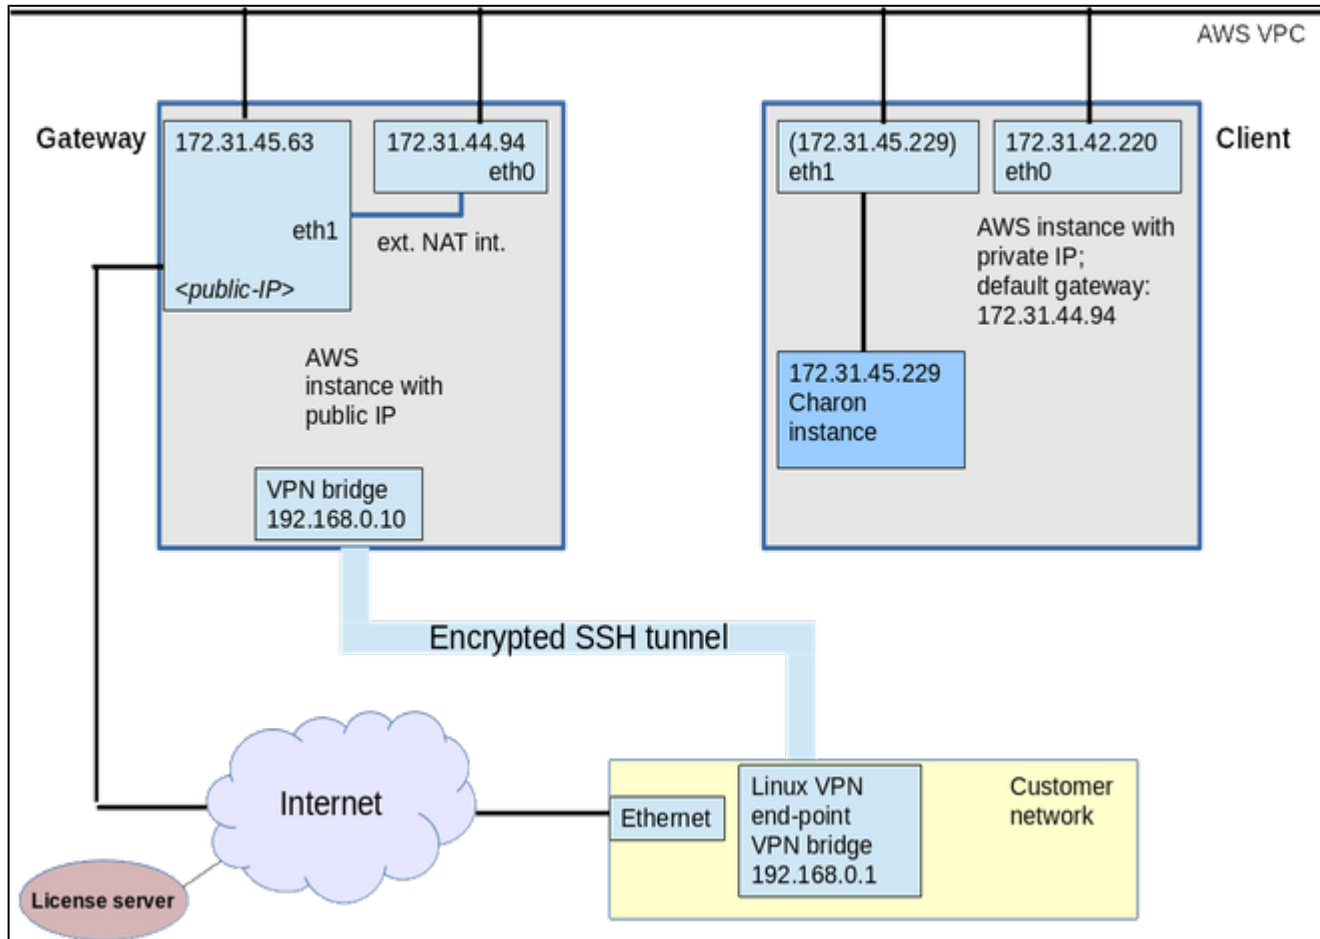 AWS VPC
Gateway
172.31.45.63
eth1
<public-IP>
172.31.44.94
eth0
ext. NAT int.
AWS
instance with
public IP
VPN bridge
192.168.0.10
(172.31.45.229)
eth1
172.31.42.220
eth0
Client
AWS instance with
private IP;
default gateway:
172.31.44.94
172.31.45.229
Charon
instance
Encrypted SSH tunnel
Internet
License server
Ethernet
Linux VPN
end-point
VPN bridge
192.168.0.1
Customer
network